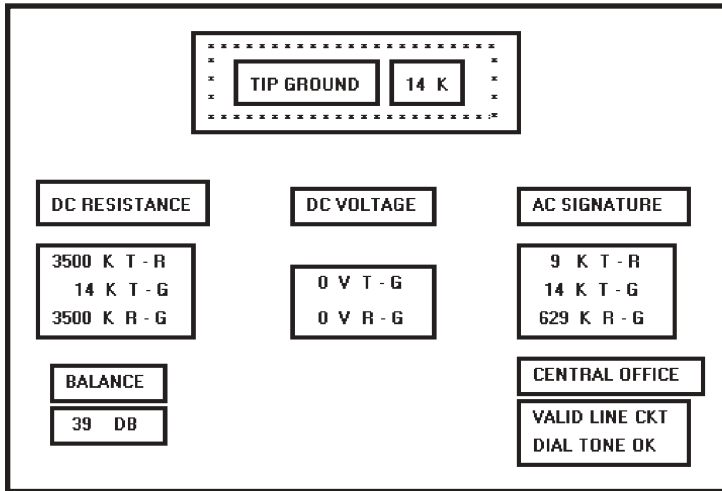 TIP GROUND 14 K
DC RESISTANCE
3500 K T - R
14 K T - G
3500 K R - G
BALANCE
39 DB
DC VOLTAGE
0 V T - G
0 V R - G
AC SIGNATURE
9 K T - R
14 K T - G
629 K R - G
CENTRAL OFFICE
VALID LINE CKT
DIAL TONE OK